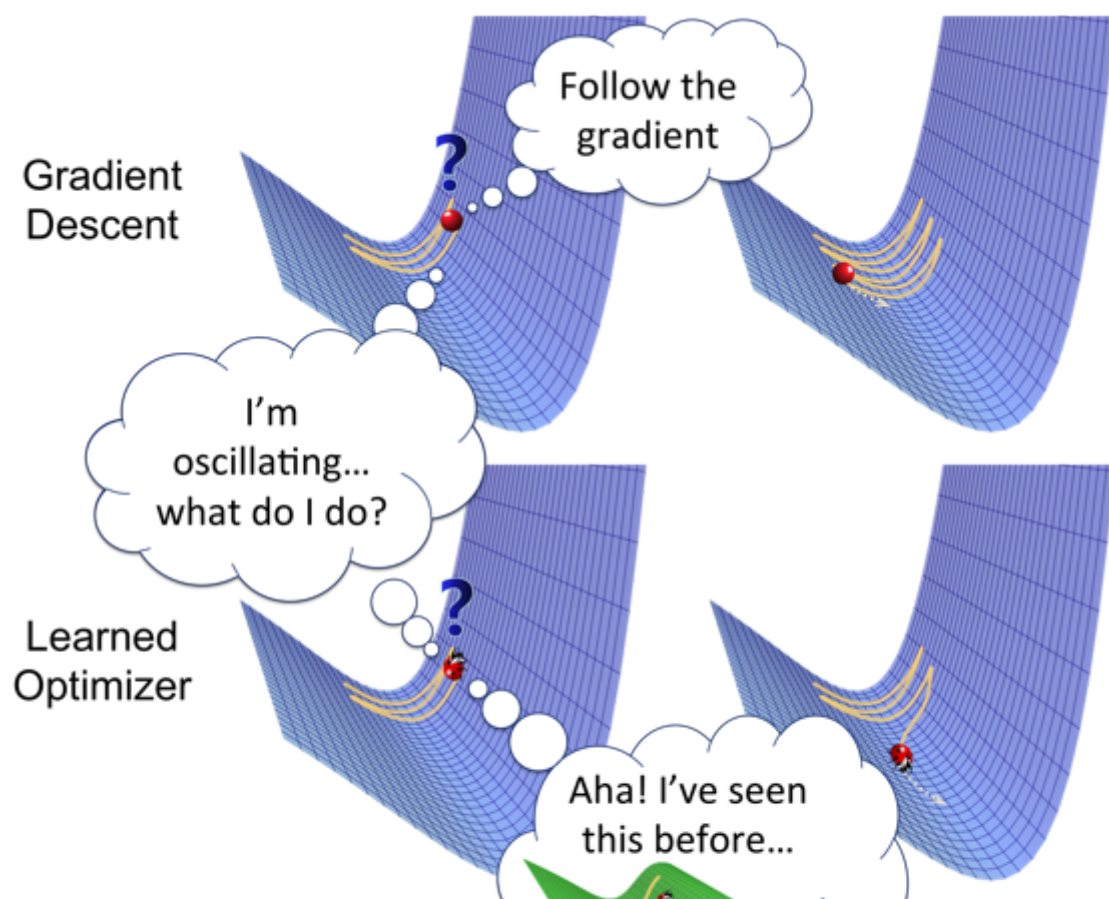 Gradient
Descent
?
Follow the
gradient
I'm
oscillating...
what do I do?
Learned
Optimizer
?
Aha! I've seen
this before...